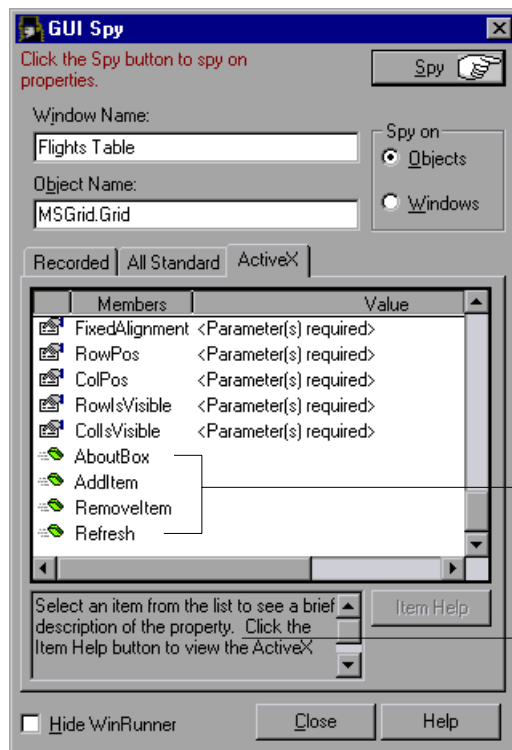 GUI Spy
Click the Spy button to spy on
properties.
Spy
Window Name:
Flights Table
Spy on
Objects
Windows
Object Name:
MSGrid.Grid
Recorded All Standard ActiveX
Members Value
FixedAlignment <Parameter(s) required>
RowPos <Parameter(s) required>
ColPos <Parameter(s) required>
RowIsVisible <Parameter(s) required>
ColIsVisible <Parameter(s) required>
AboutBox
AddItem
RemoveItem
Refresh
Select an item from the list to see a brief
description of the property. Click the
Item Help button to view the ActiveX
Item Help
Hide WinRunner
Close
Help